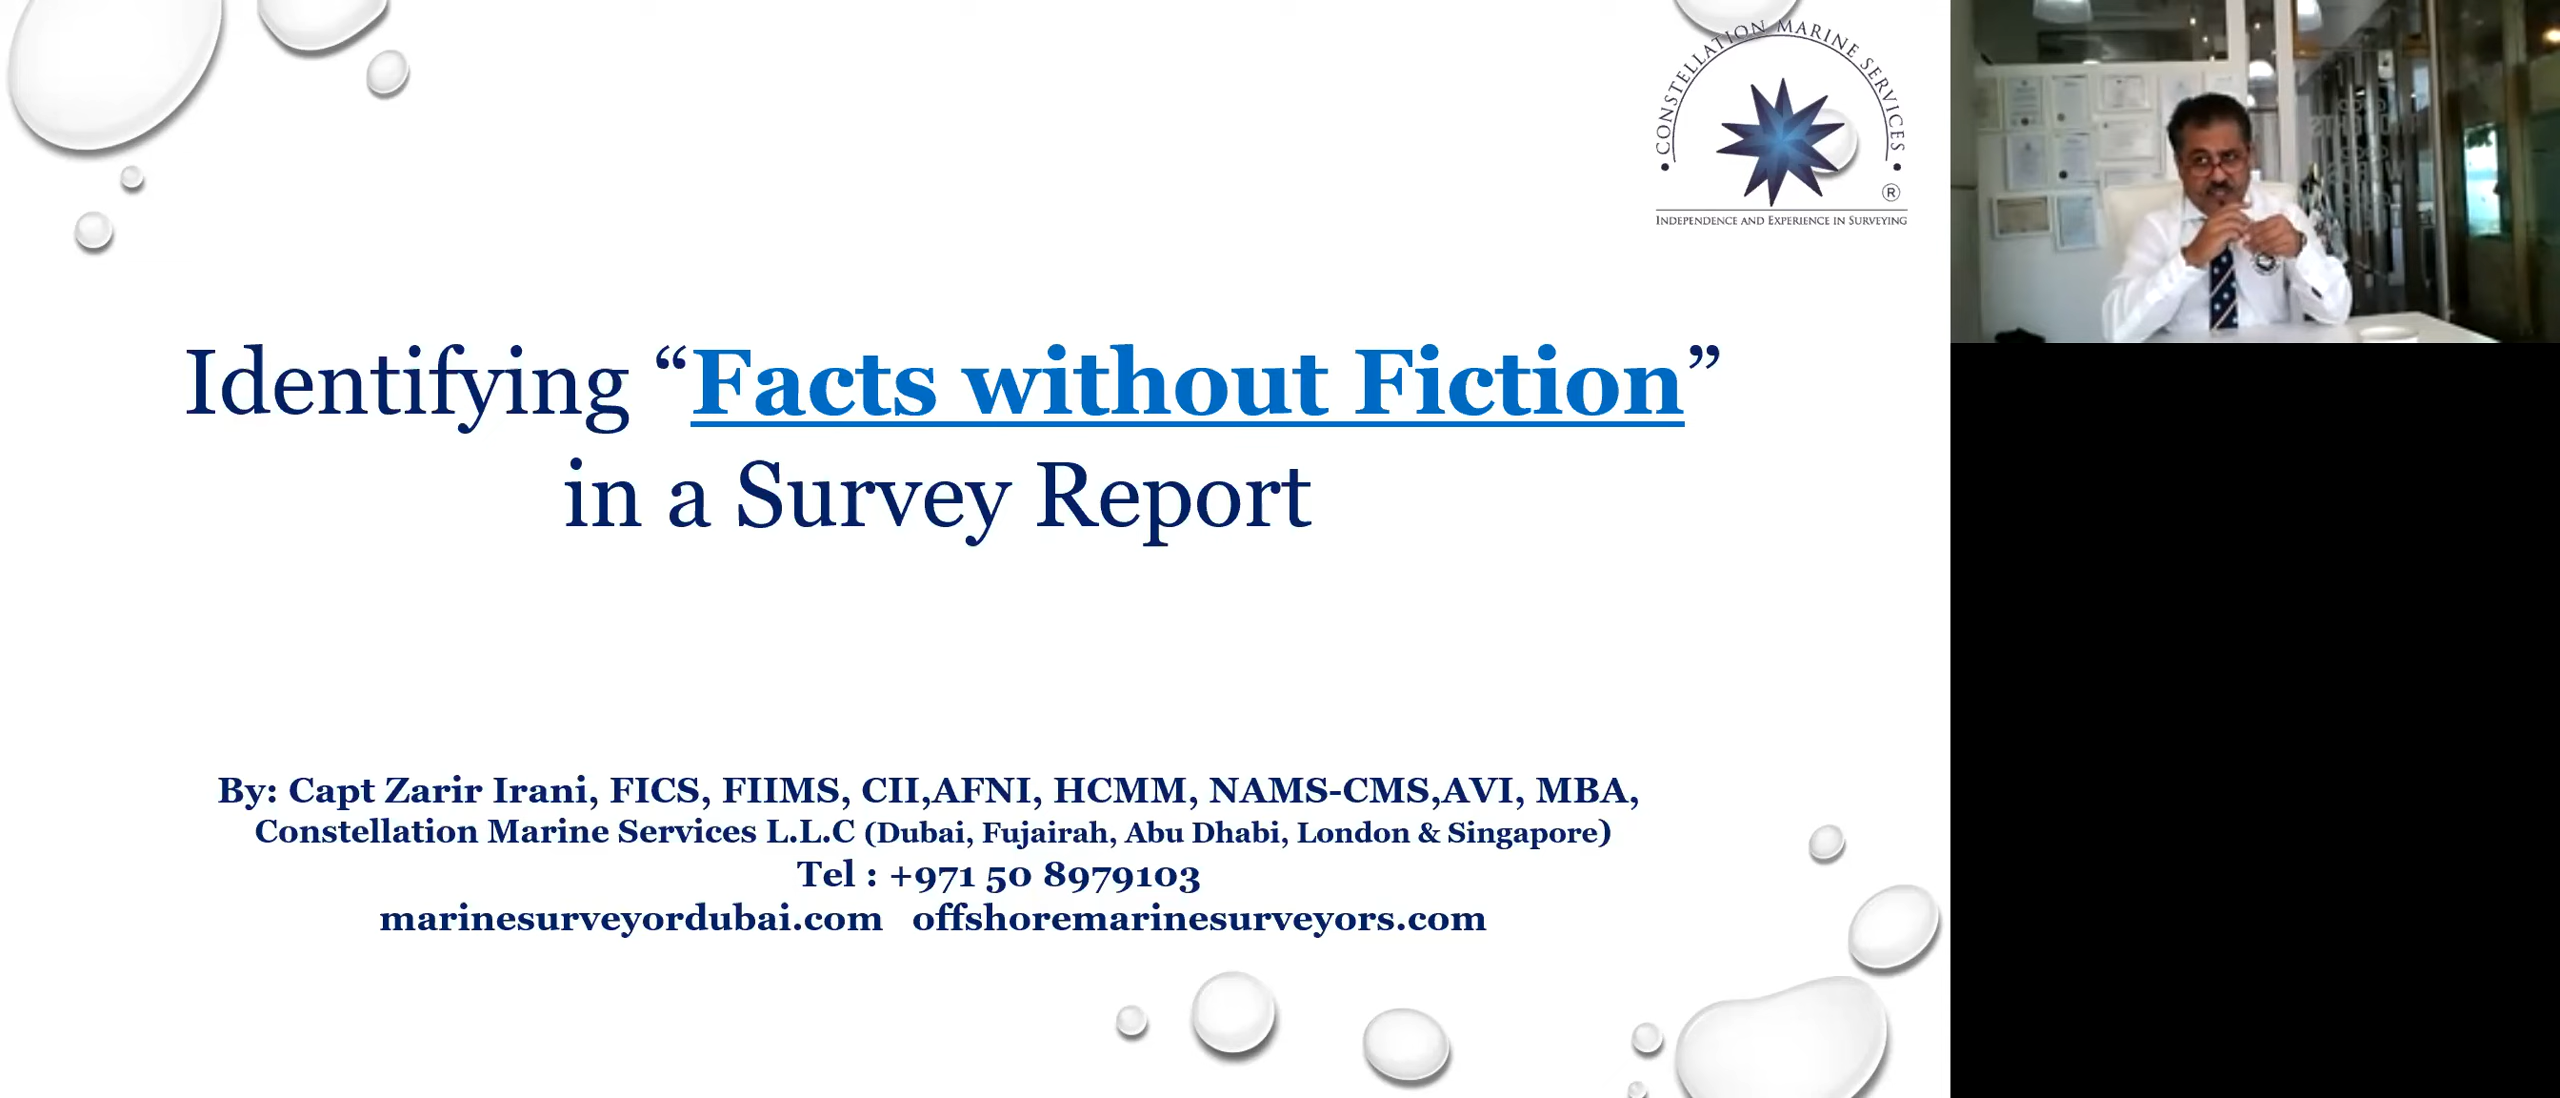 • CONSTELLATION MARINE SERVICES •
®
INDEPENDENCE AND EXPERIENCE IN SURVEYING
Identifying “Facts without Fiction”
in a Survey Report
By: Capt Zarir Irani, FICS, FIIMS, CII,AFNI, HCMM, NAMS-CMS,AVI, MBA,
Constellation Marine Services L.L.C (Dubai, Fujairah, Abu Dhabi, London & Singapore)
Tel : +971 50 8979103
marinesurveyordubai.com offshoremarinesurveyors.com